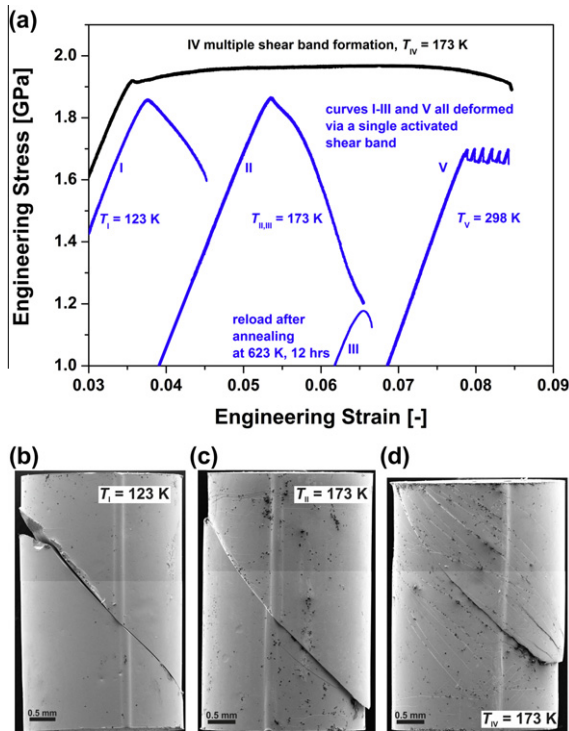 (a)
IV multiple shear band formation, T_IV = 173 K
curves I-III and V all deformed
via a single activated
shear band
I
II
V
T_I = 123 K
T_II,III = 173 K
T_V = 298 K
reload after
annealing
at 623 K, 12 hrs
III
Engineering Stress [GPa]
2.0
1.8
1.6
1.4
1.2
1.0
0.03 0.04 0.05 0.06 0.07 0.08 0.09
Engineering Strain [-]
(b) (c) (d)
T_I = 123 K
T_II = 173 K
0.5 mm
0.5 mm
0.5 mm
T_IV = 173 K